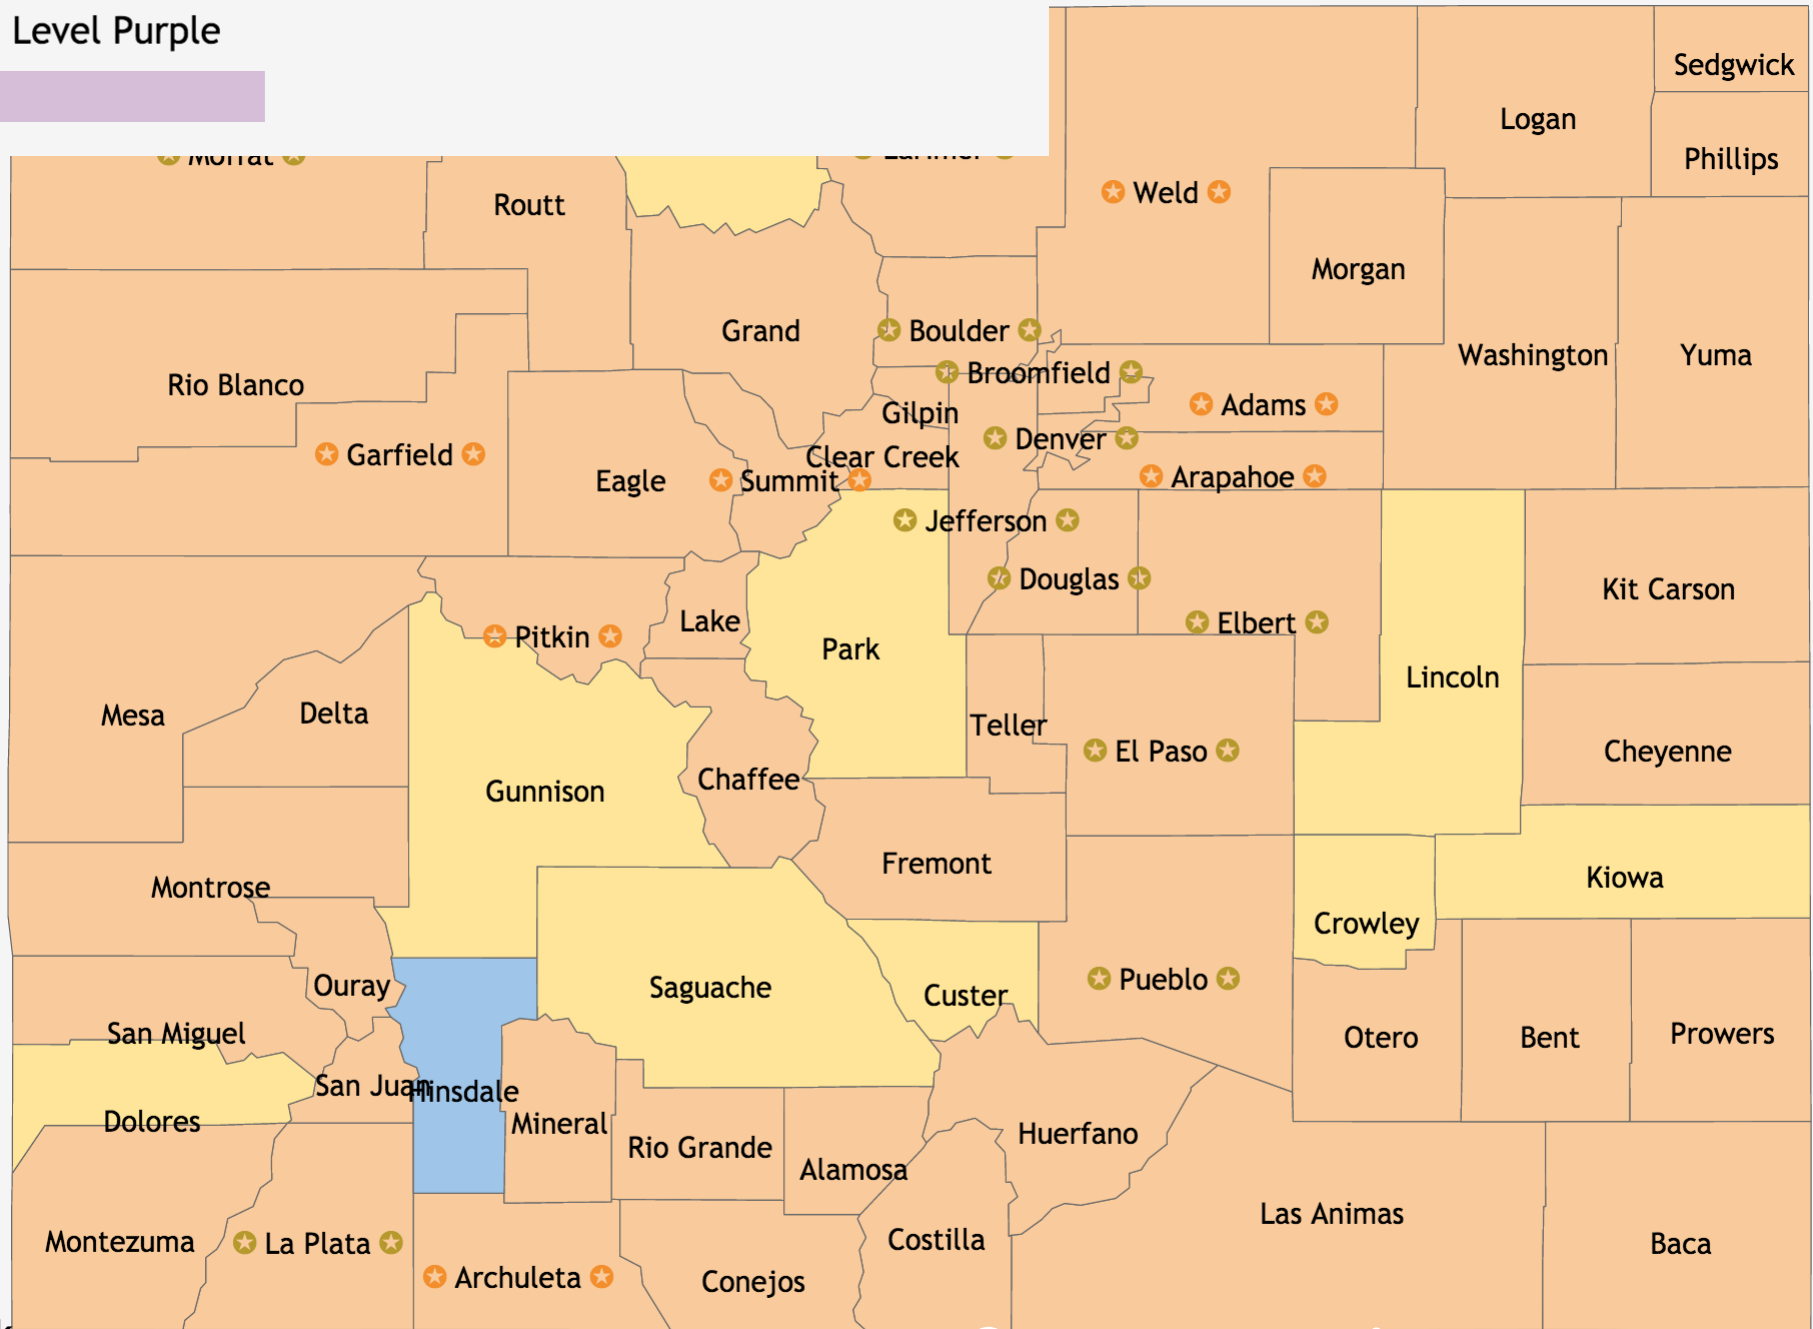 Level Purple
Sedgwick
Logan
Phillips
Moffat
Larimer
Weld
Routt
Morgan
Grand
Boulder
Washington
Yuma
Broomfield
Rio Blanco
Adams
Gilpin
Denver
Garfield
Clear Creek
Eagle
Summit
Arapahoe
Jefferson
Douglas
Kit Carson
Lake
Elbert
Pitkin
Park
Lincoln
Mesa
Delta
Teller
El Paso
Cheyenne
Chaffee
Gunnison
Fremont
Kiowa
Montrose
Crowley
Ouray
Saguache
Custer
Pueblo
San Miguel
Otero
Bent
Prowers
San Juan
Hinsdale
Dolores
Mineral
Rio Grande
Huerfano
Alamosa
Las Animas
Montezuma
La Plata
Costilla
Baca
Archuleta
Conejos